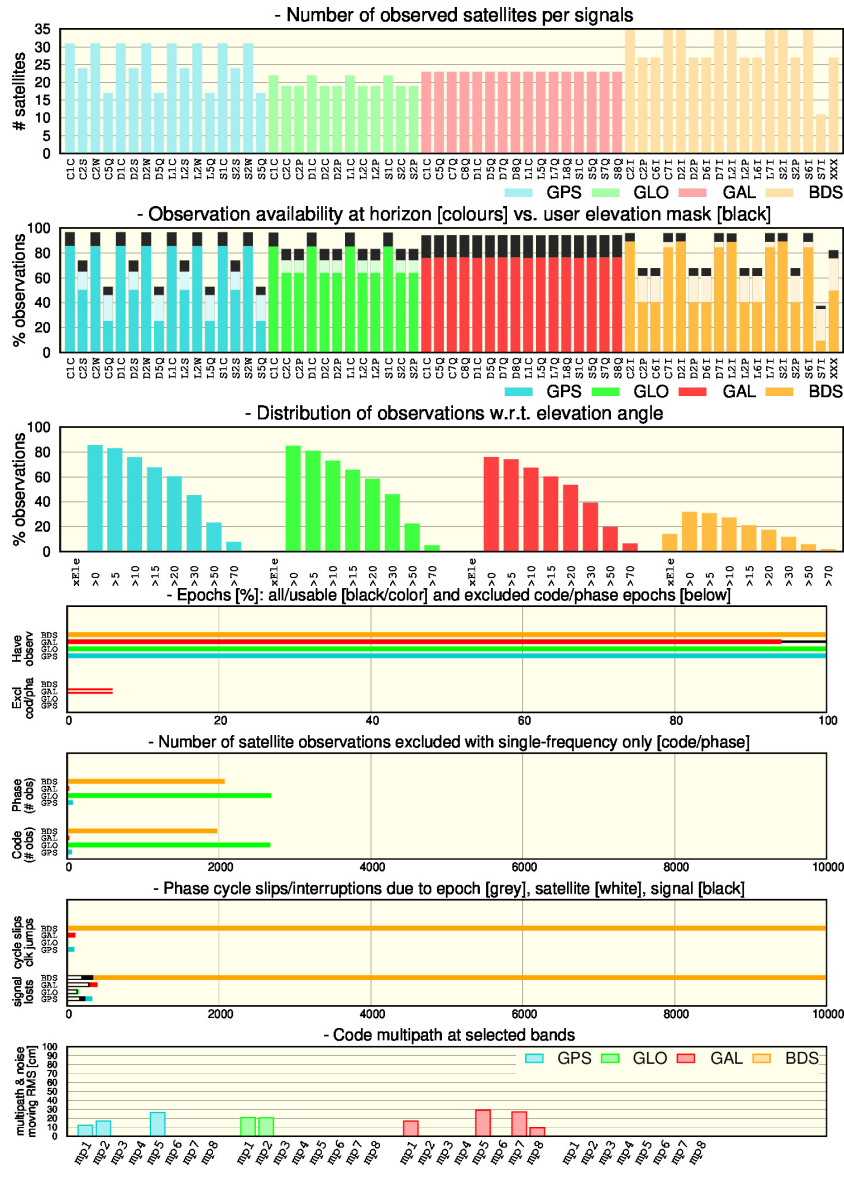 - Number of observed satellites per signals
# satellites
35
30
25
20
15
10
5
0
C1C C2S C2W C5Q D1C D2S D2W D5Q L1C L2S L2W L5Q S1C S2S S2W S5Q C1C C2C C2P D1C D2C D2P L1C L2C L2P S1C S2C S2P C1C C5Q C7Q C8Q D1C D5Q D7Q D8Q L1C L5Q L7Q L8Q S1C S5Q S7Q S8Q C2I C2P C6I C7I D2I D2P D6I D7I L2I L2P L6I L7I S2I S2P S6I S7I XXX
GPS GLO GAL BDS
- Observation availability at horizon [colours] vs. user elevation mask [black]
% observations
100
80
60
40
20
0
C1C C2S C2W C5Q D1C D2S D2W D5Q L1C L2S L2W L5Q S1C S2S S2W S5Q C1C C2C C2P D1C D2C D2P L1C L2C L2P S1C S2C S2P C1C C5Q C7Q C8Q D1C D5Q D7Q D8Q L1C L5Q L7Q L8Q S1C S5Q S7Q S8Q C2I C2P C6I C7I D2I D2P D6I D7I L2I L2P L6I L7I S2I S2P S6I S7I XXX
GPS GLO GAL BDS
- Distribution of observations w.r.t. elevation angle
% observations
100
80
60
40
20
0
xEle >0 >5 >10 >15 >20 >30 >50 >70 xEle >0 >5 >10 >15 >20 >30 >50 >70 xEle >0 >5 >10 >15 >20 >30 >50 >70 xEle >0 >5 >10 >15 >20 >30 >50 >70
- Epochs [%]: all/usable [black/color] and excluded code/phase epochs [below]
Have
observ
BDS
GAL
GLO
GPS
Excl
cod/pha
BDS
GAL
GLO
GPS
0 20 40 60 80 100
- Number of satellite observations excluded with single-frequency only [code/phase]
Phase
(# obs)
BDS
GAL
GLO
GPS
Code
(# obs)
BDS
GAL
GLO
GPS
0 2000 4000 6000 8000 10000
- Phase cycle slips/interruptions due to epoch [grey], satellite [white], signal [black]
cycle slips
clk jumps
BDS
GAL
GLO
GPS
signal
losts
BDS
GAL
GLO
GPS
0 2000 4000 6000 8000 10000
- Code multipath at selected bands
multipath & noise
moving RMS [cm]
100
90
80
70
60
50
40
30
20
10
0
GPS GLO GAL BDS
mp1 mp2 mp3 mp4 mp5 mp6 mp7 mp8 mp1 mp2 mp3 mp4 mp5 mp6 mp7 mp8 mp1 mp2 mp3 mp4 mp5 mp6 mp7 mp8 mp1 mp2 mp3 mp4 mp5 mp6 mp7 mp8